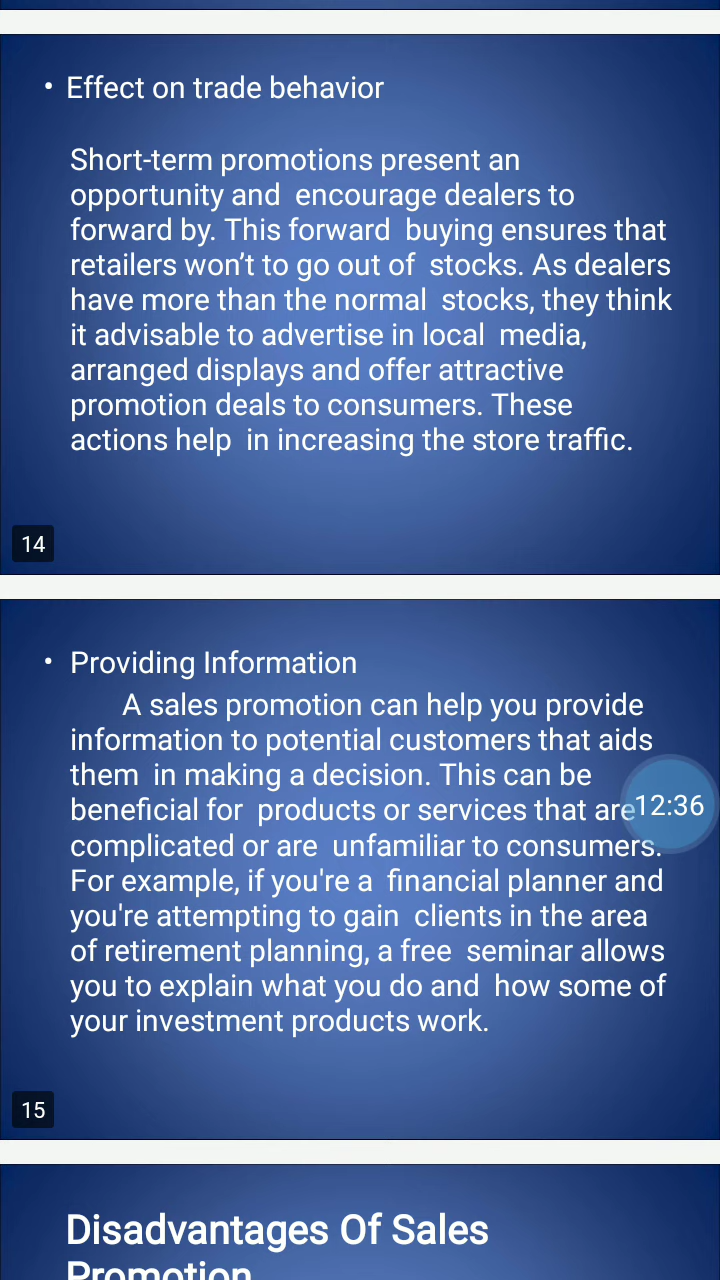 • Effect on trade behavior
Short-term promotions present an
opportunity and encourage dealers to
forward by. This forward buying ensures that
retailers won’t to go out of stocks. As dealers
have more than the normal stocks, they think
it advisable to advertise in local media,
arranged displays and offer attractive
promotion deals to consumers. These
actions help in increasing the store traffic.
14
• Providing Information
A sales promotion can help you provide
information to potential customers that aids
them in making a decision. This can be
beneficial for products or services that are
12:36
complicated or are unfamiliar to consumers.
For example, if you're a financial planner and
you're attempting to gain clients in the area
of retirement planning, a free seminar allows
you to explain what you do and how some of
your investment products work.
15
Disadvantages Of Sales
Promotion